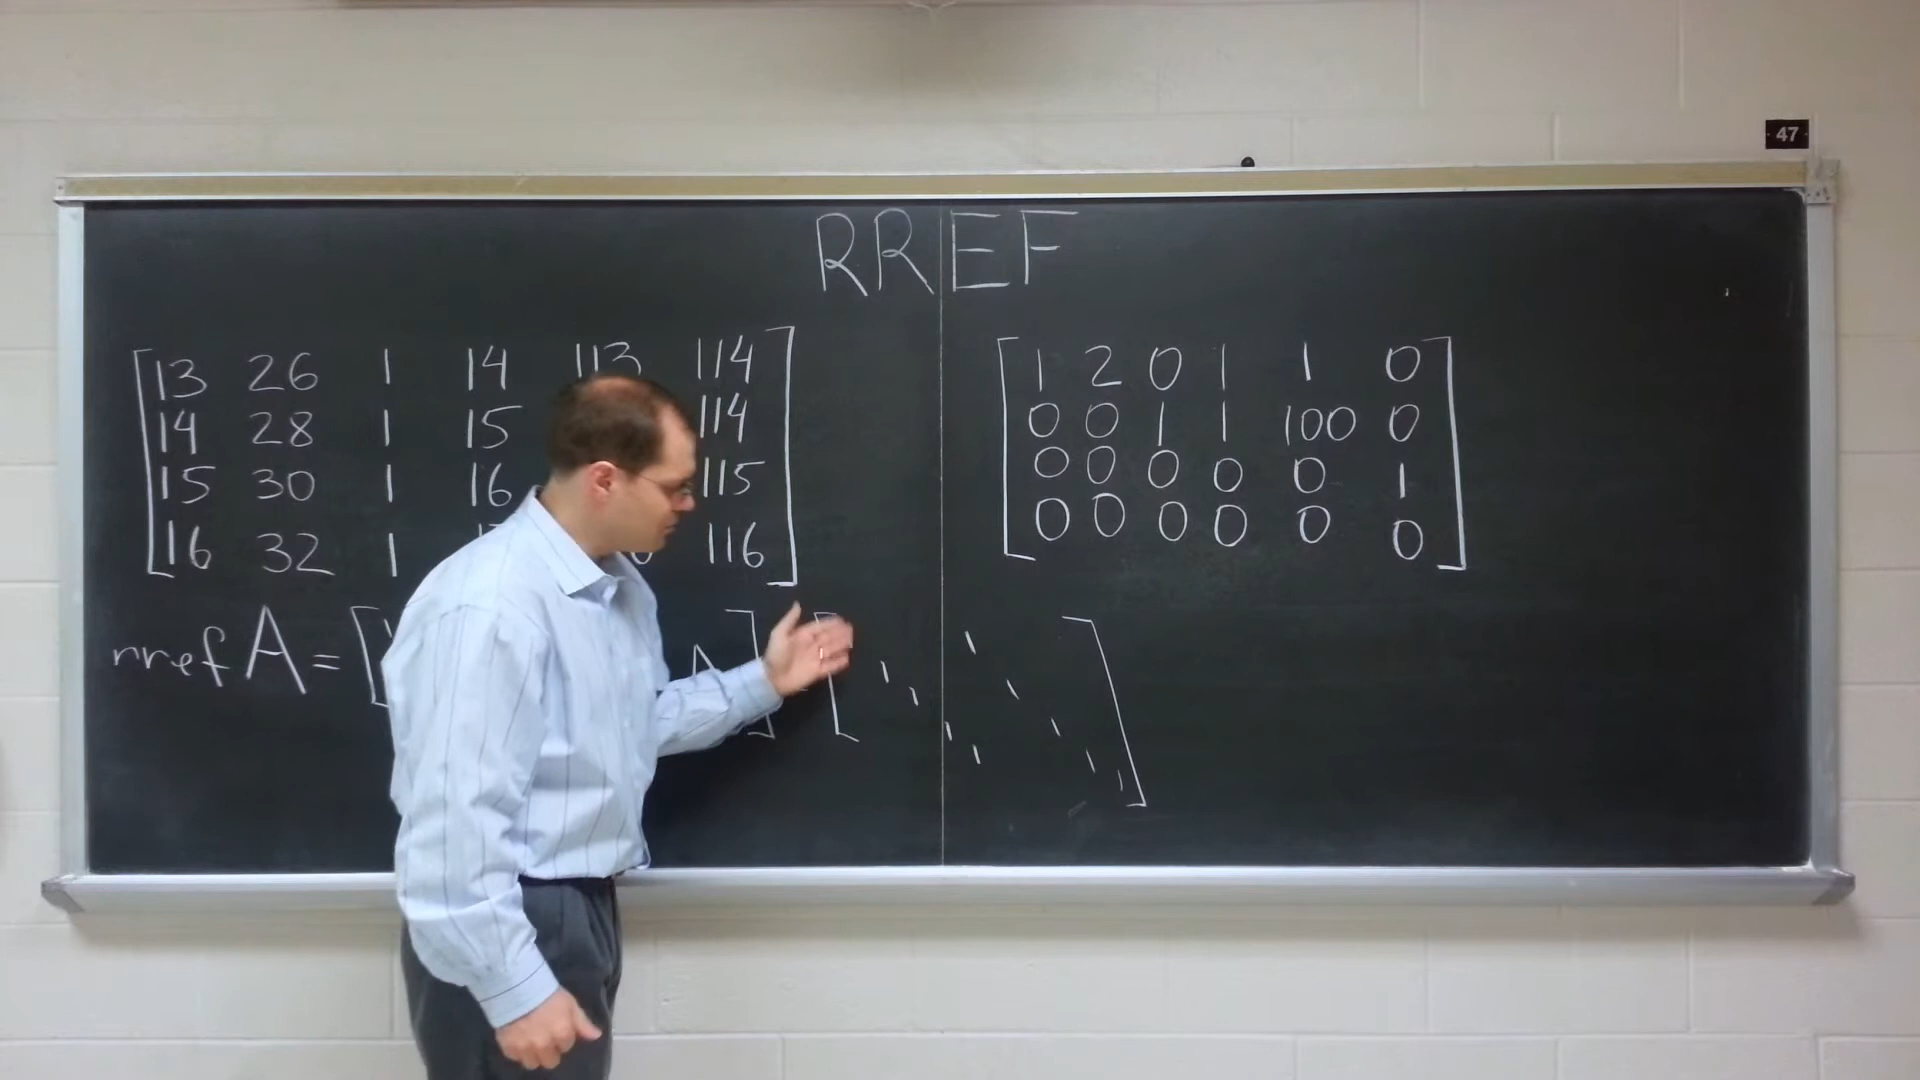 47
RREF
13 26 1 14 113 114
14 28 1 15 114
15 30 1 16 115
16 32 1 116
1 2 0 1 1 0
0 0 1 1 100 0
0 0 0 0 0 1
0 0 0 0 0 0
rref A =